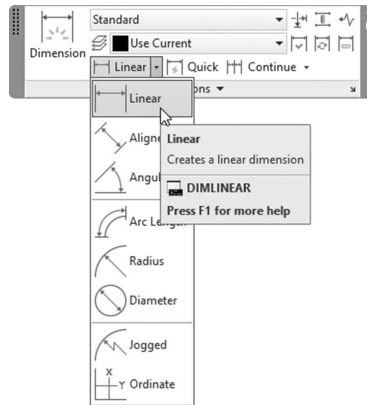 Standard
Use Current
Dimension
Linear Quick Continue
ons
Linear
Aligne
Linear
Creates a linear dimension
Angul
DIMLINEAR
Press F1 for more help
Arc Length
Radius
Diameter
Jogged
X
Y Ordinate